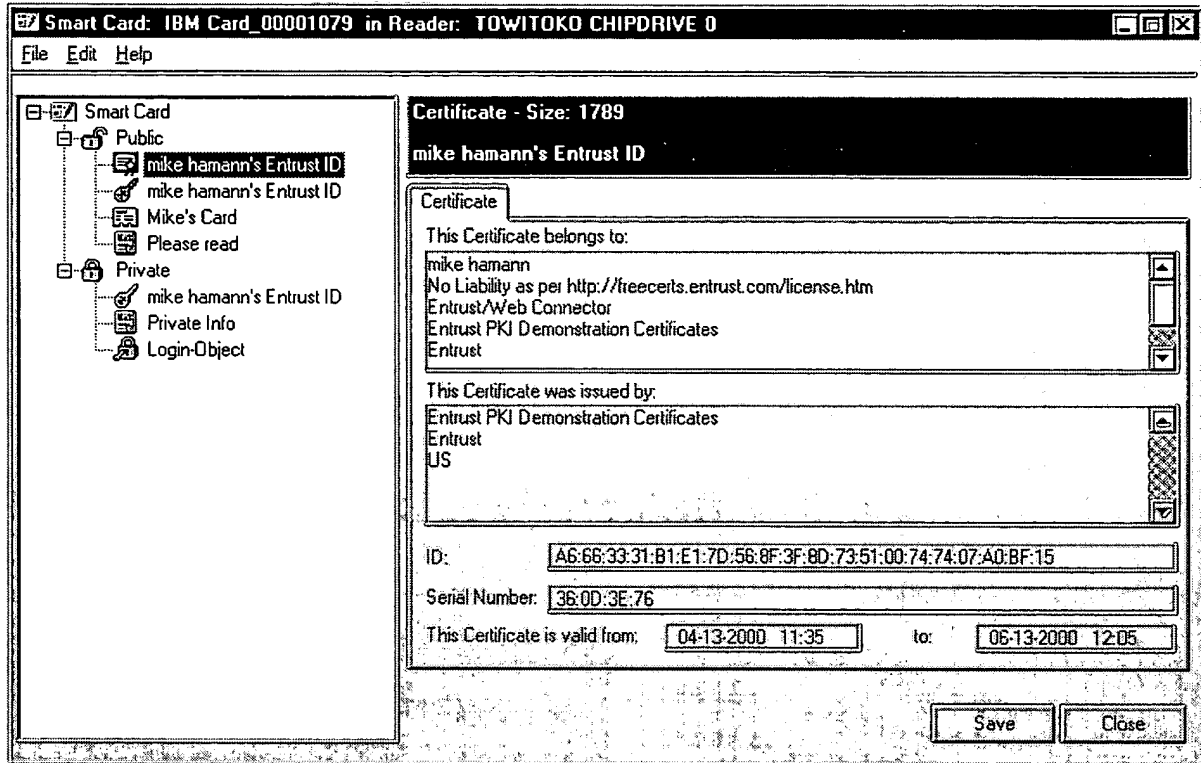 Smart Card: IBM Card_00001079 in Reader: TOWITOKO CHIPDRIVE 0
File Edit Help
Smart Card
Public
mike hamann's Entrust ID
mike hamann's Entrust ID
Mike's Card
Please read
Private
mike hamann's Entrust ID
Private Info
Login-Object
Certificate - Size: 1789
mike hamann's Entrust ID
Certificate
This Certificate belongs to:
mike hamann
No Liability as per http://freecerts.entrust.com/license.htm
Entrust/Web Connector
Entrust PKI Demonstration Certificates
Entrust
This Certificate was issued by:
Entrust PKI Demonstration Certificates
Entrust
US
ID: A6:66:33:31:B1:E1:7D:56:8F:3F:8D:73:51:00:74:74:07:A0:BF:15
Serial Number: 36:0D:3E:76
This Certificate is valid from: 04-13-2000 11:35 to: 06-13-2000 12:05
Save Close